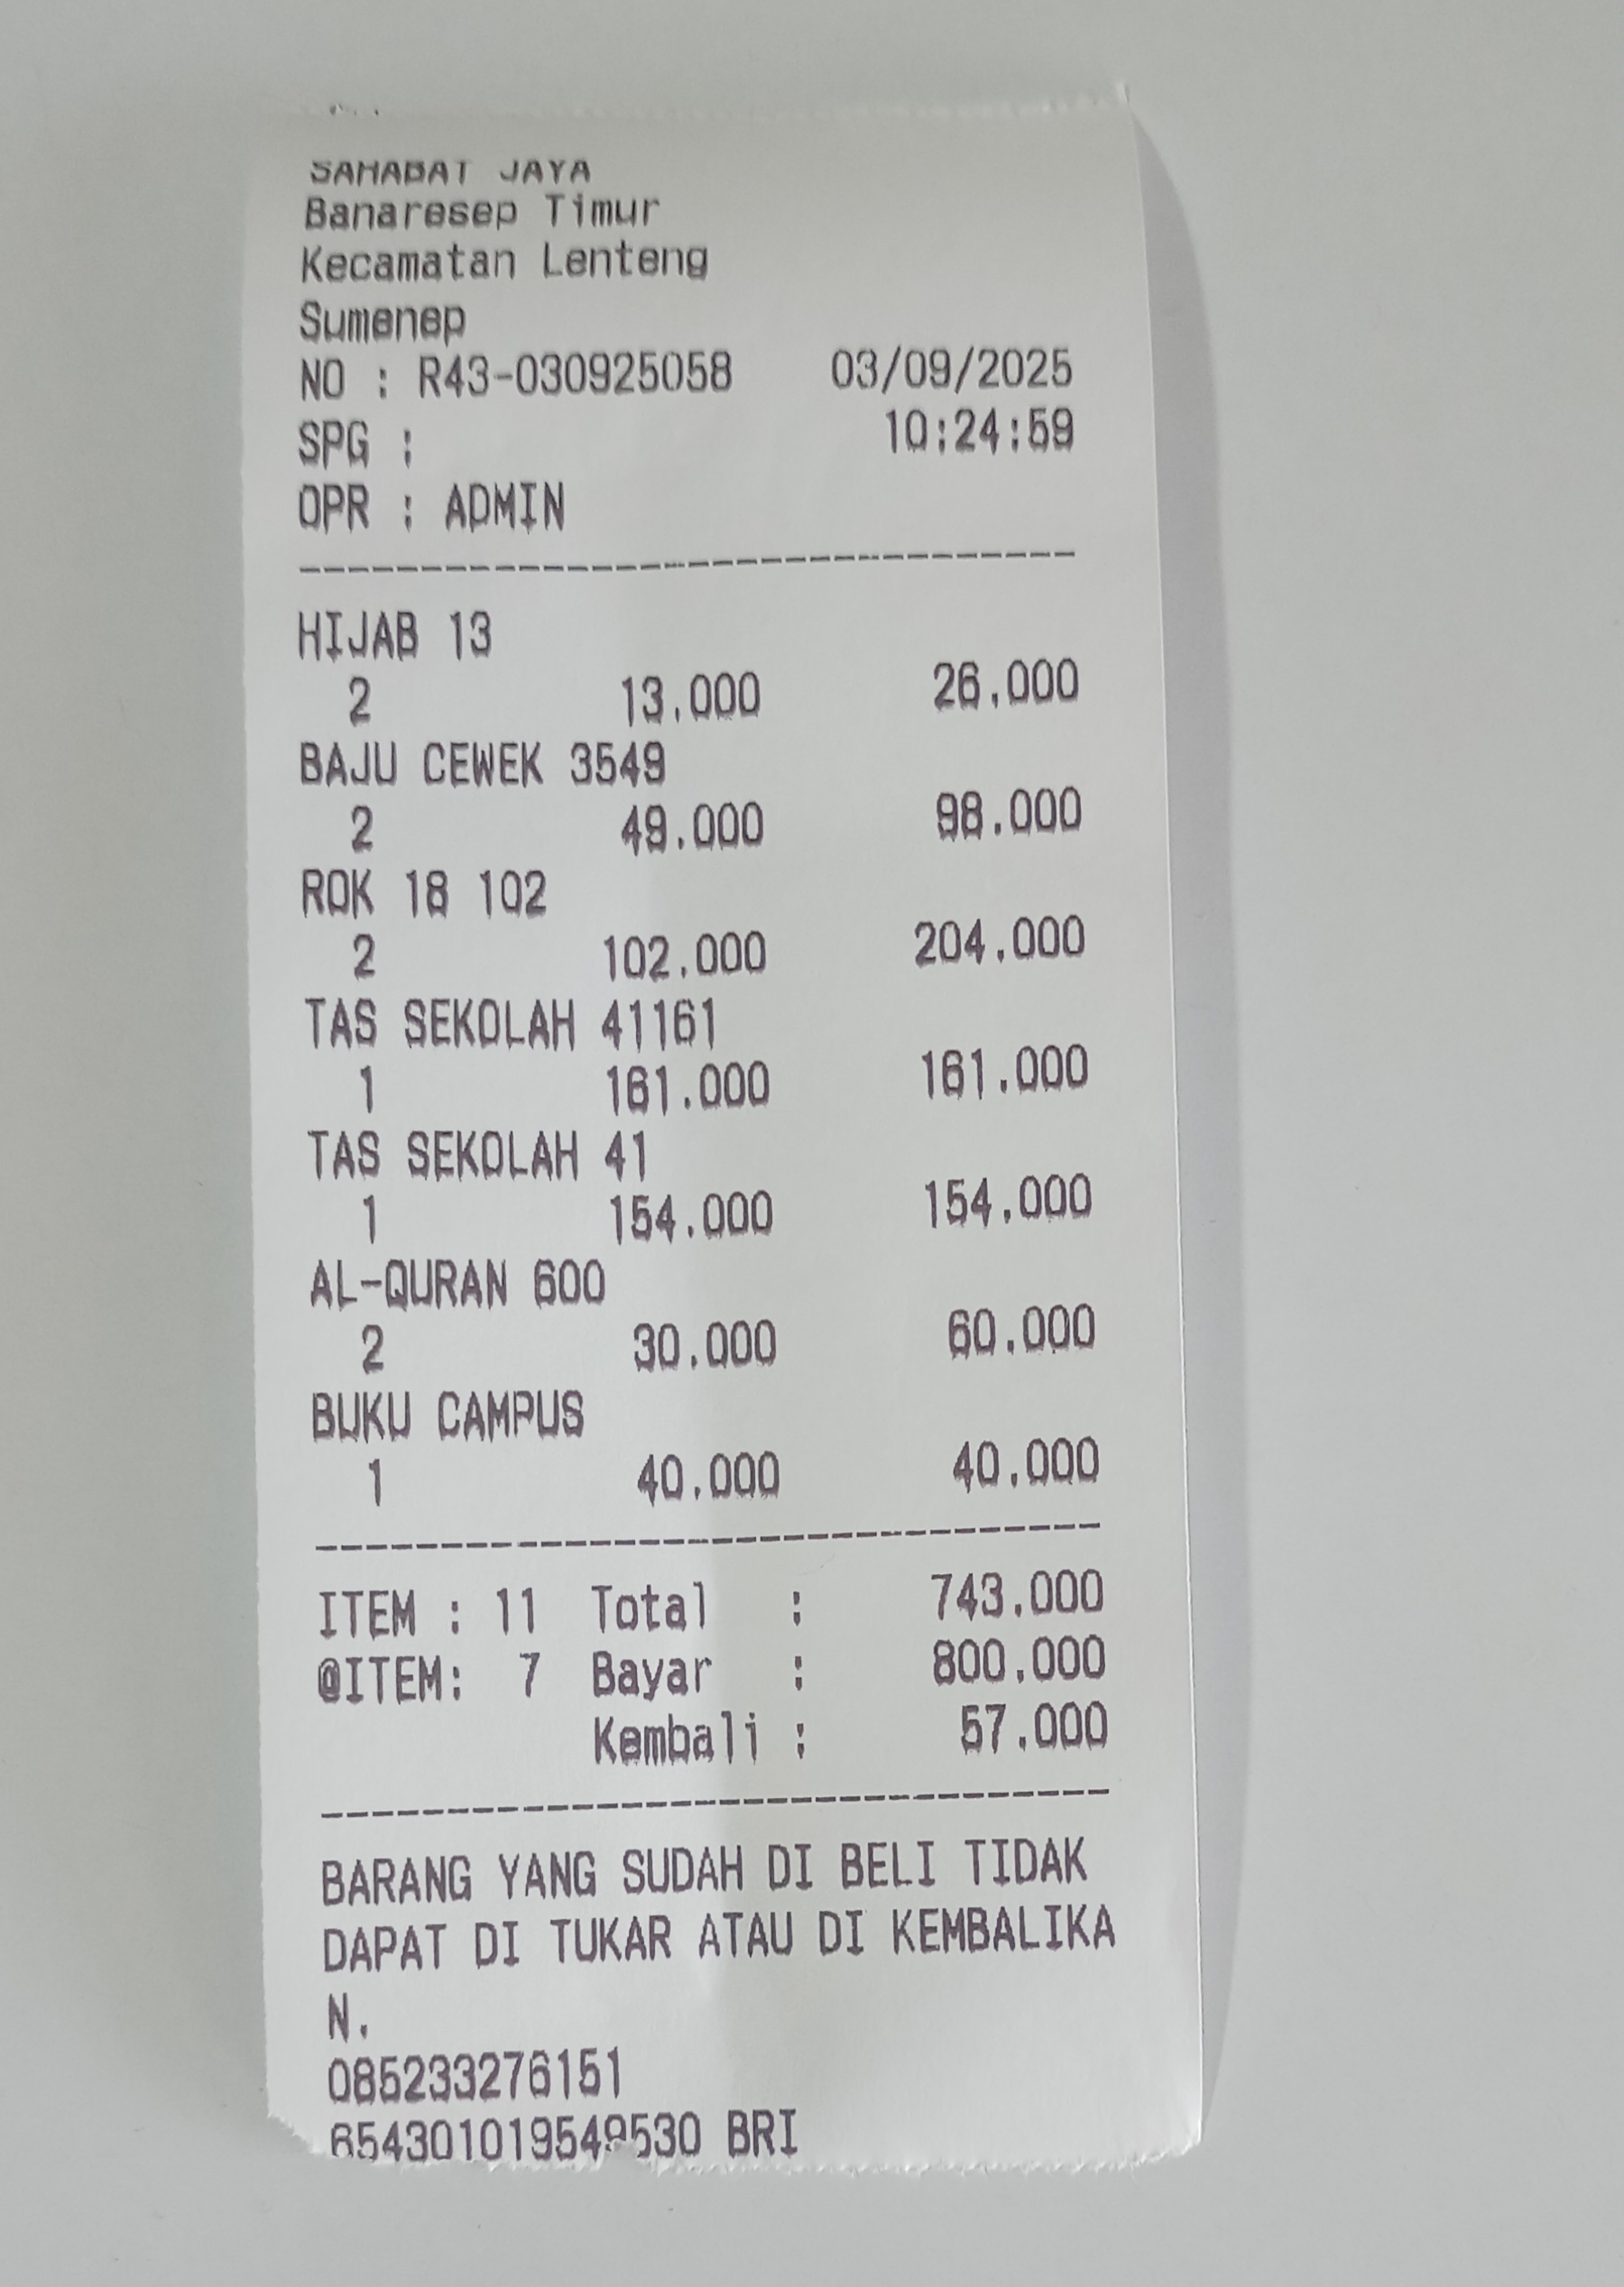 SAHABAT JAYA
Banaresep Timur
Kecamatan Lenteng
Sumenep
NO : R43-030925058 03/09/2025
SPG : 10:24:59
OPR : ADMIN
HIJAB 13
2 13.000 26.000
BAJU CEWEK 3549
2 49.000 98.000
ROK 18 102
2 102.000 204.000
TAS SEKOLAH 41161
1 161.000 161.000
TAS SEKOLAH 41
1 154.000 154.000
AL-QURAN 600
2 30.000 60.000
BUKU CAMPUS
1 40.000 40.000
ITEM : 11 Total : 743.000
@ITEM: 7 Bayar : 800.000
Kembali : 57.000
BARANG YANG SUDAH DI BELI TIDAK
DAPAT DI TUKAR ATAU DI KEMBALIKA
N.
085233276151
BRI